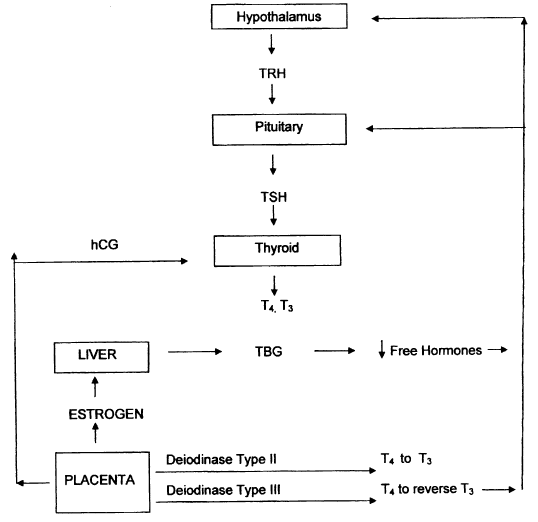 Hypothalamus
TRH
Pituitary
TSH
hCG
Thyroid
T₄, T₃
LIVER
TBG
↓ Free Hormones
ESTROGEN
PLACENTA
Deiodinase Type II
T₄ to T₃
Deiodinase Type III
T₄ to reverse T₃